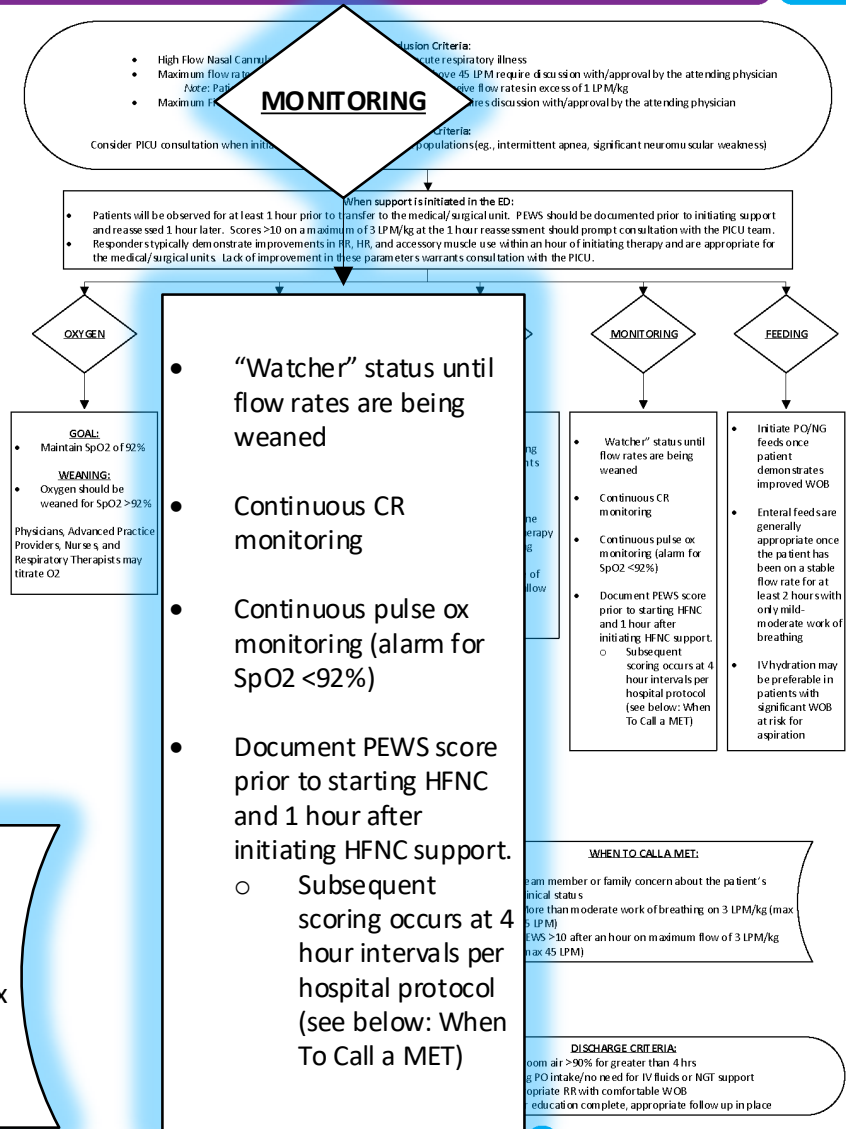 MONITORING
lusion Criteria:
High Flow Nasal Cannul
cute respiratory illness
Maximum flow rate
ove 45 LPM require discussion with/approval by the attending physician
Note: Pati
eive flow rates in excess of 1 LPM/kg
Maximum F
ires discussion with/approval by the attending physician
Criteria:
Consider PICU consultation when initia
populations (eg., intermittent apnea, significant neuromuscular weakness)
When support is initiated in the ED:
• Patients will be observed for at least 1 hour prior to transfer to the medical/surgical unit. PEWS should be documented prior to initiating support
and reassessed 1 hour later. Scores >10 on a maximum of 3 LPM/kg at the 1 hour reassessment should prompt consultation with the PICU team.
• Responders typically demonstrate improvements in RR, HR, and accessory muscle use within an hour of initiating therapy and are appropriate for
the medical/surgical units. Lack of improvement in these parameters warrants consultation with the PICU.
OXYGEN
MONITORING
FEEDING
GOAL:
• Maintain SpO2 of 92%
WEANING:
• Oxygen should be
weaned for SpO2 >92%
Physicians, Advanced Practice
Providers, Nurses, and
Respiratory Therapists may
titrate O2
• “Watcher” status until
flow rates are being
weaned
• Continuous CR
monitoring
• Continuous pulse ox
monitoring (alarm for
SpO2 <92%)
• Document PEWS score
prior to starting HFNC
and 1 hour after
initiating HFNC support.
o Subsequent
scoring occurs at 4
hour intervals per
hospital protocol
(see below: When
To Call a MET)
ng
nts
ne
erapy
ng
of
llow
• Watcher” status until
flow rates are being
weaned
• Continuous CR
monitoring
• Continuous pulse ox
monitoring (alarm for
SpO2 <92%)
• Document PEWS score
prior to starting HFNC
and 1 hour after
initiating HFNC support.
o Subsequent
scoring occurs at 4
hour intervals per
hospital protocol
(see below: When
To Call a MET)
• Initiate PO/NG
feeds once
patient
demonstrates
improved WOB
• Enteral feeds are
generally
appropriate once
the patient has
been on a stable
flow rate for at
least 2 hours with
only mild-
moderate work of
breathing
• IV hydration may
be preferable in
patients with
significant WOB
at risk for
aspiration
x
WHEN TO CALL A MET:
eam member or family concern about the patient’s
linical status
More than moderate work of breathing on 3 LPM/kg (max
5 LPM)
EWS >10 after an hour on maximum flow of 3 LPM/kg
max 45 LPM)
DISCHARGE CRITERIA:
oom air >90% for greater than 4 hrs
g PO intake/no need for IV fluids or NGT support
opriate RR with comfortable WOB
r education complete, appropriate follow up in place